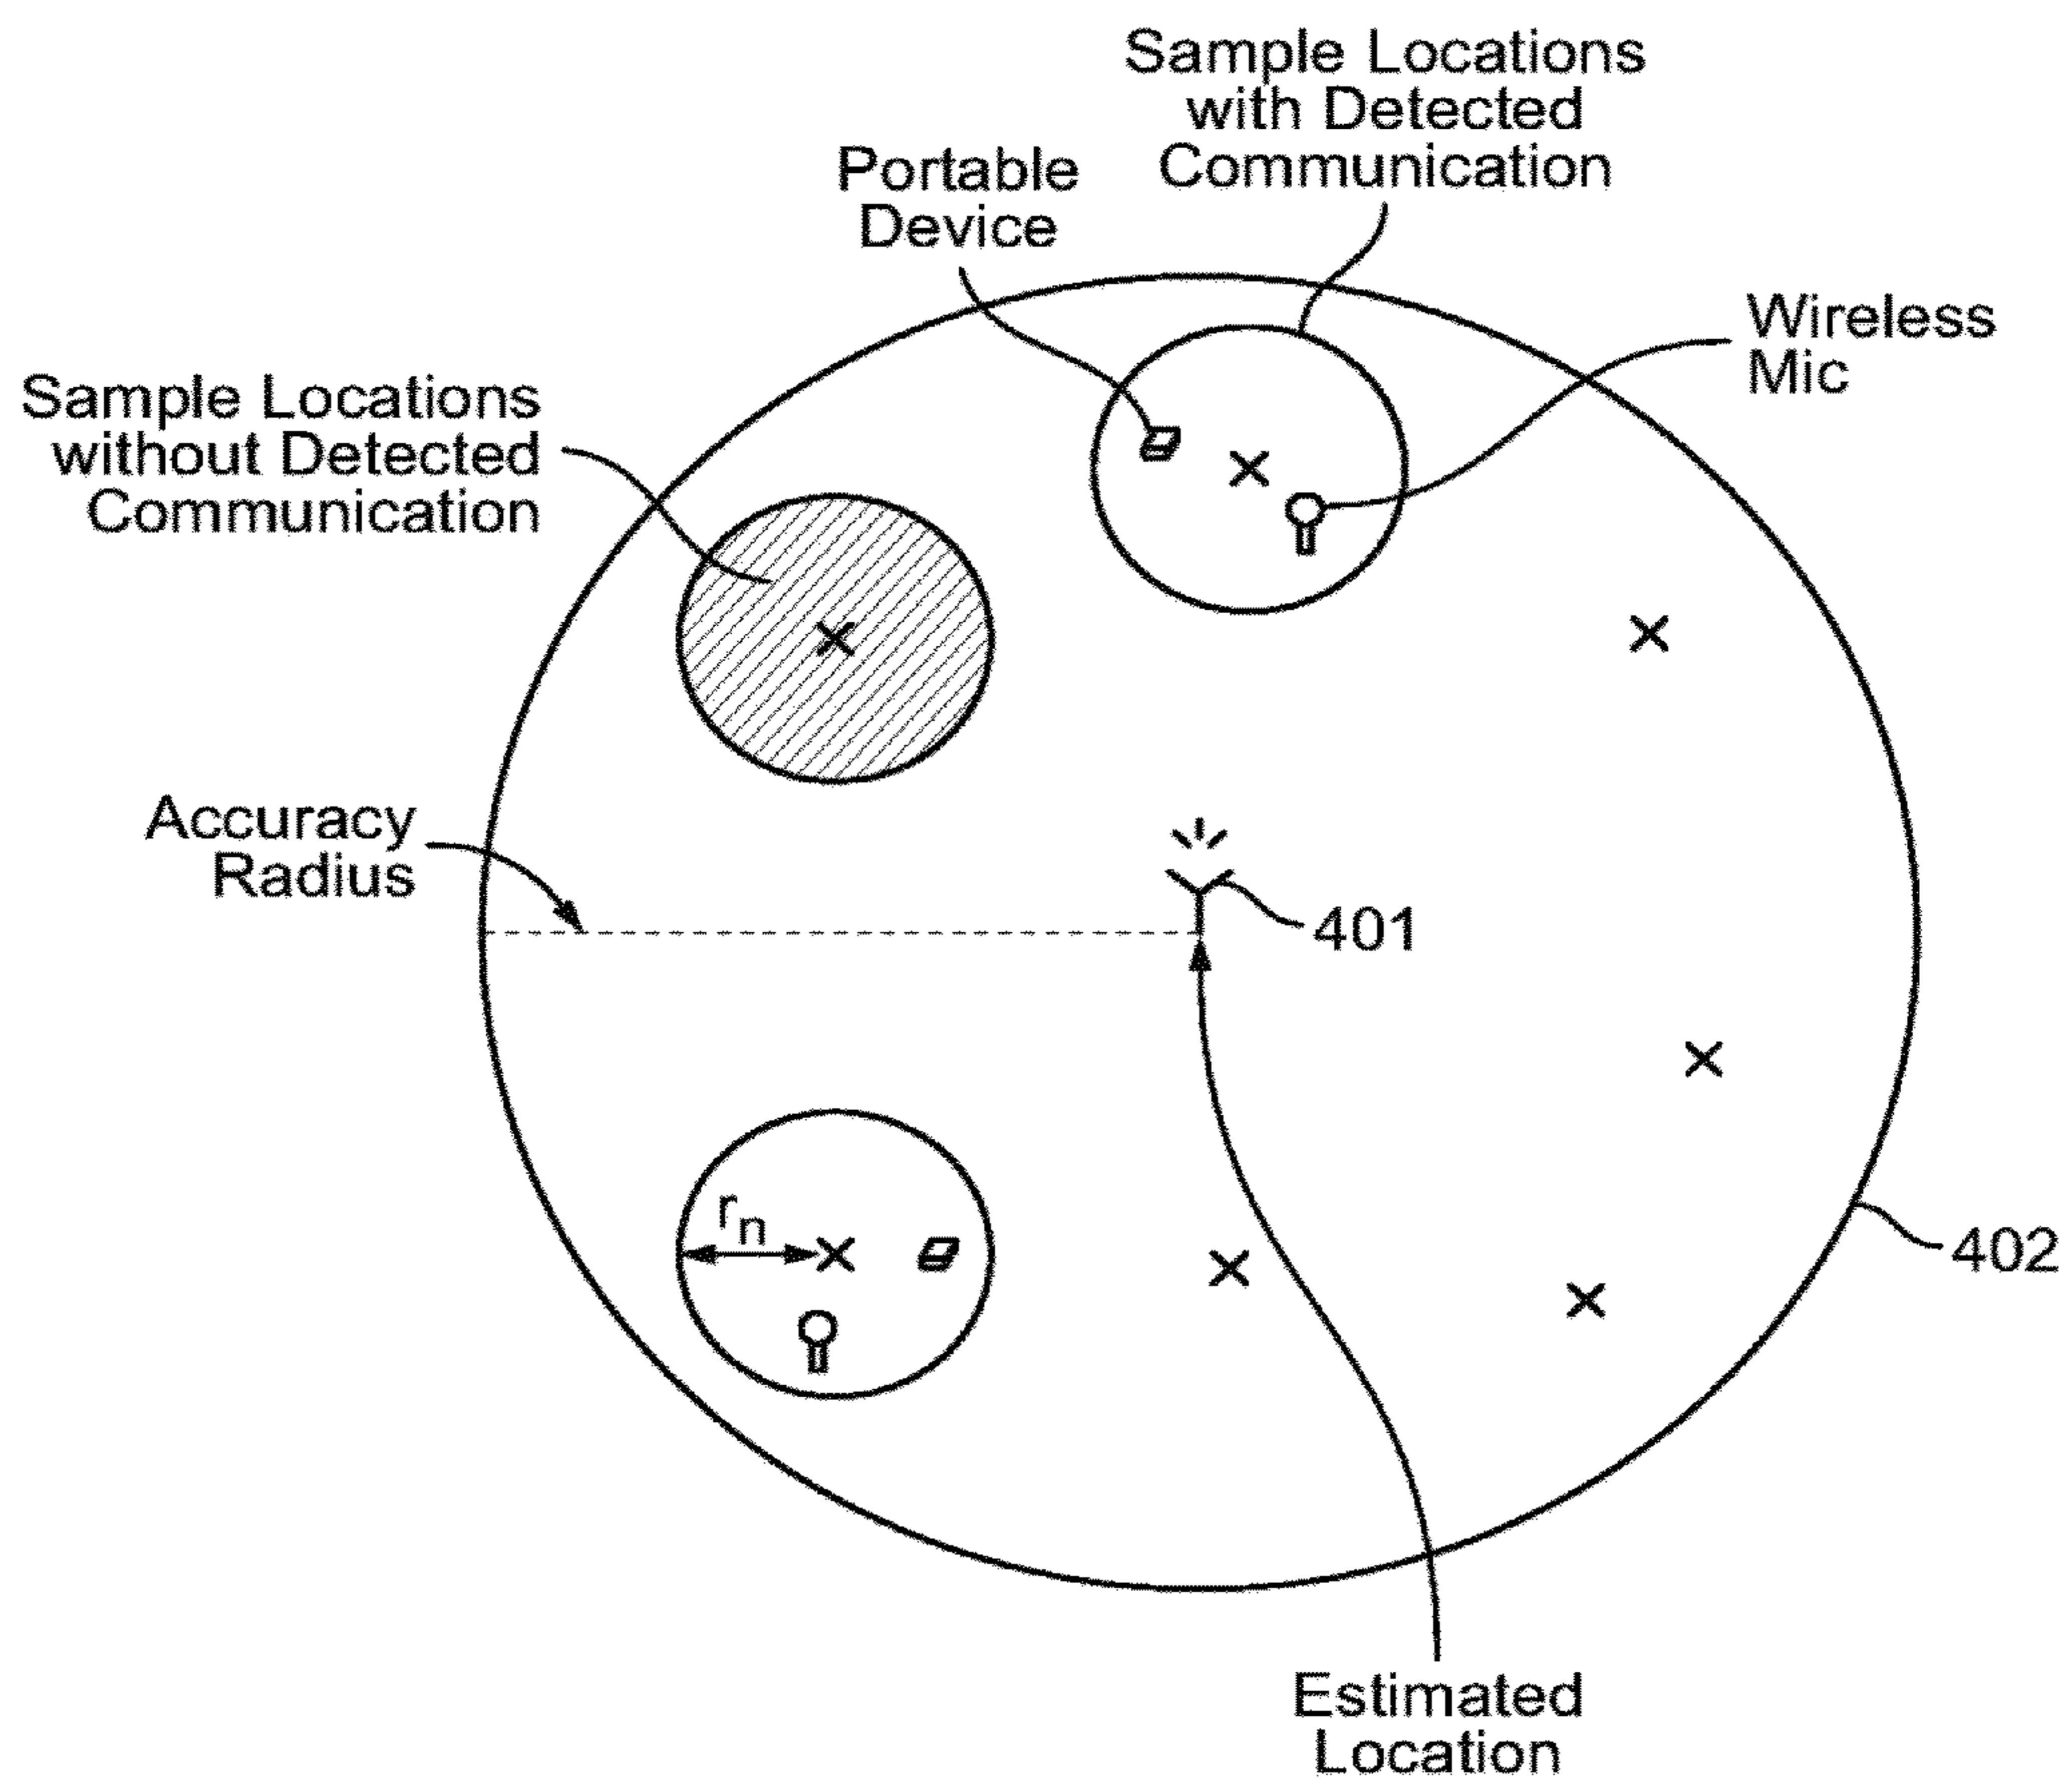 Sample Locations
with Detected
Communication
Portable
Device
Wireless
Mic
Sample Locations
without Detected
Communication
Accuracy
Radius
401
rn
402
Estimated
Location